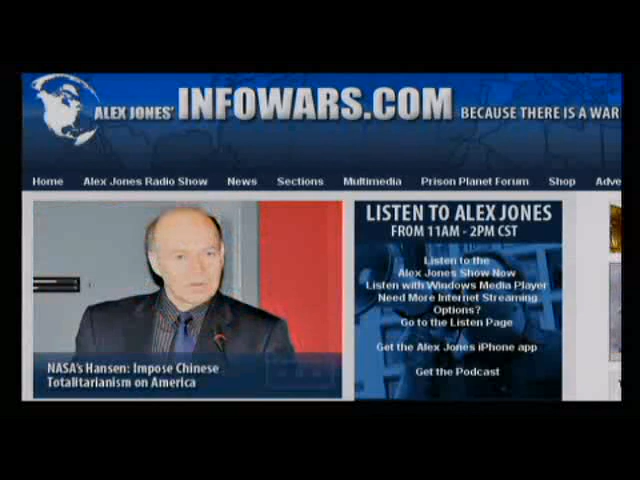 ALEX JONES' INFOWARS.COM BECAUSE THERE IS A WAR
Home Alex Jones Radio Show News Sections Multimedia Prison Planet Forum Shop Adve
LISTEN TO ALEX JONES
FROM 11AM - 2PM CST
Listen to the
Alex Jones Show Now
Listen with Windows Media Player
Need More Internet Streaming
Options?
Go to the Listen Page
Get the Alex Jones iPhone app
Get the Podcast
NASA's Hansen: Impose Chinese
Totalitarianism on America